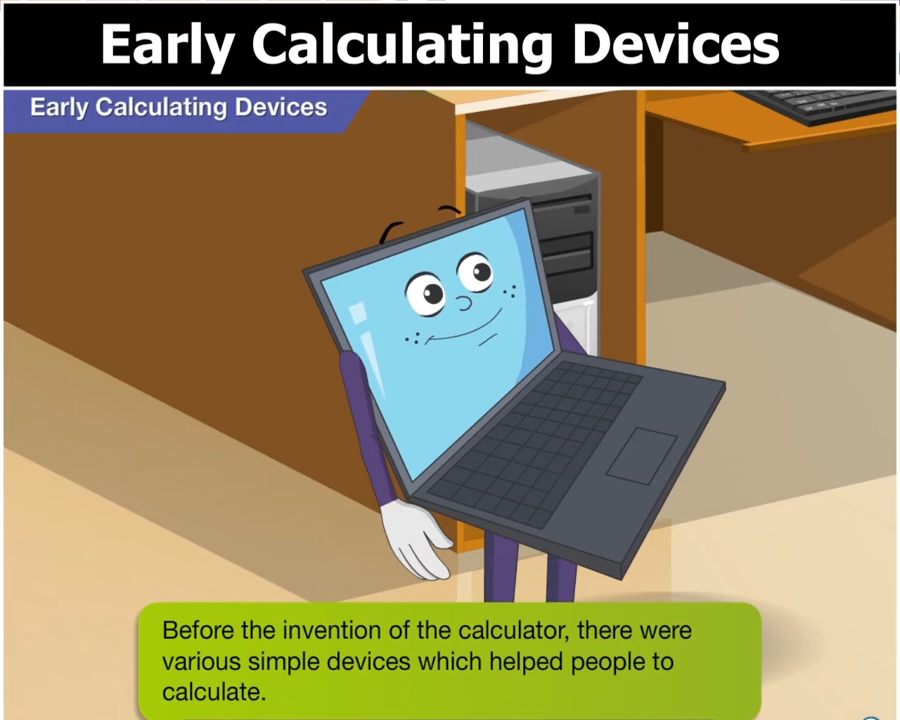 Early Calculating Devices
Early Calculating Devices
Before the invention of the calculator, there were
various simple devices which helped people to
calculate.